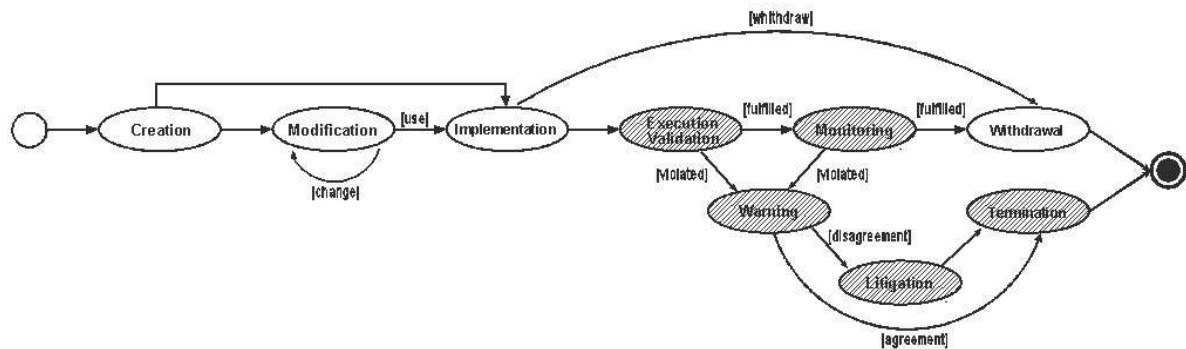 [whithdraw]
Creation
Modification
[use]
Implementation
Execution
Validation
[fulfilled]
Monitoring
[fulfilled]
Withdrawal
[change]
[violated]
[violated]
Warning
[disagreement]
Termination
Litigation
[agreement]